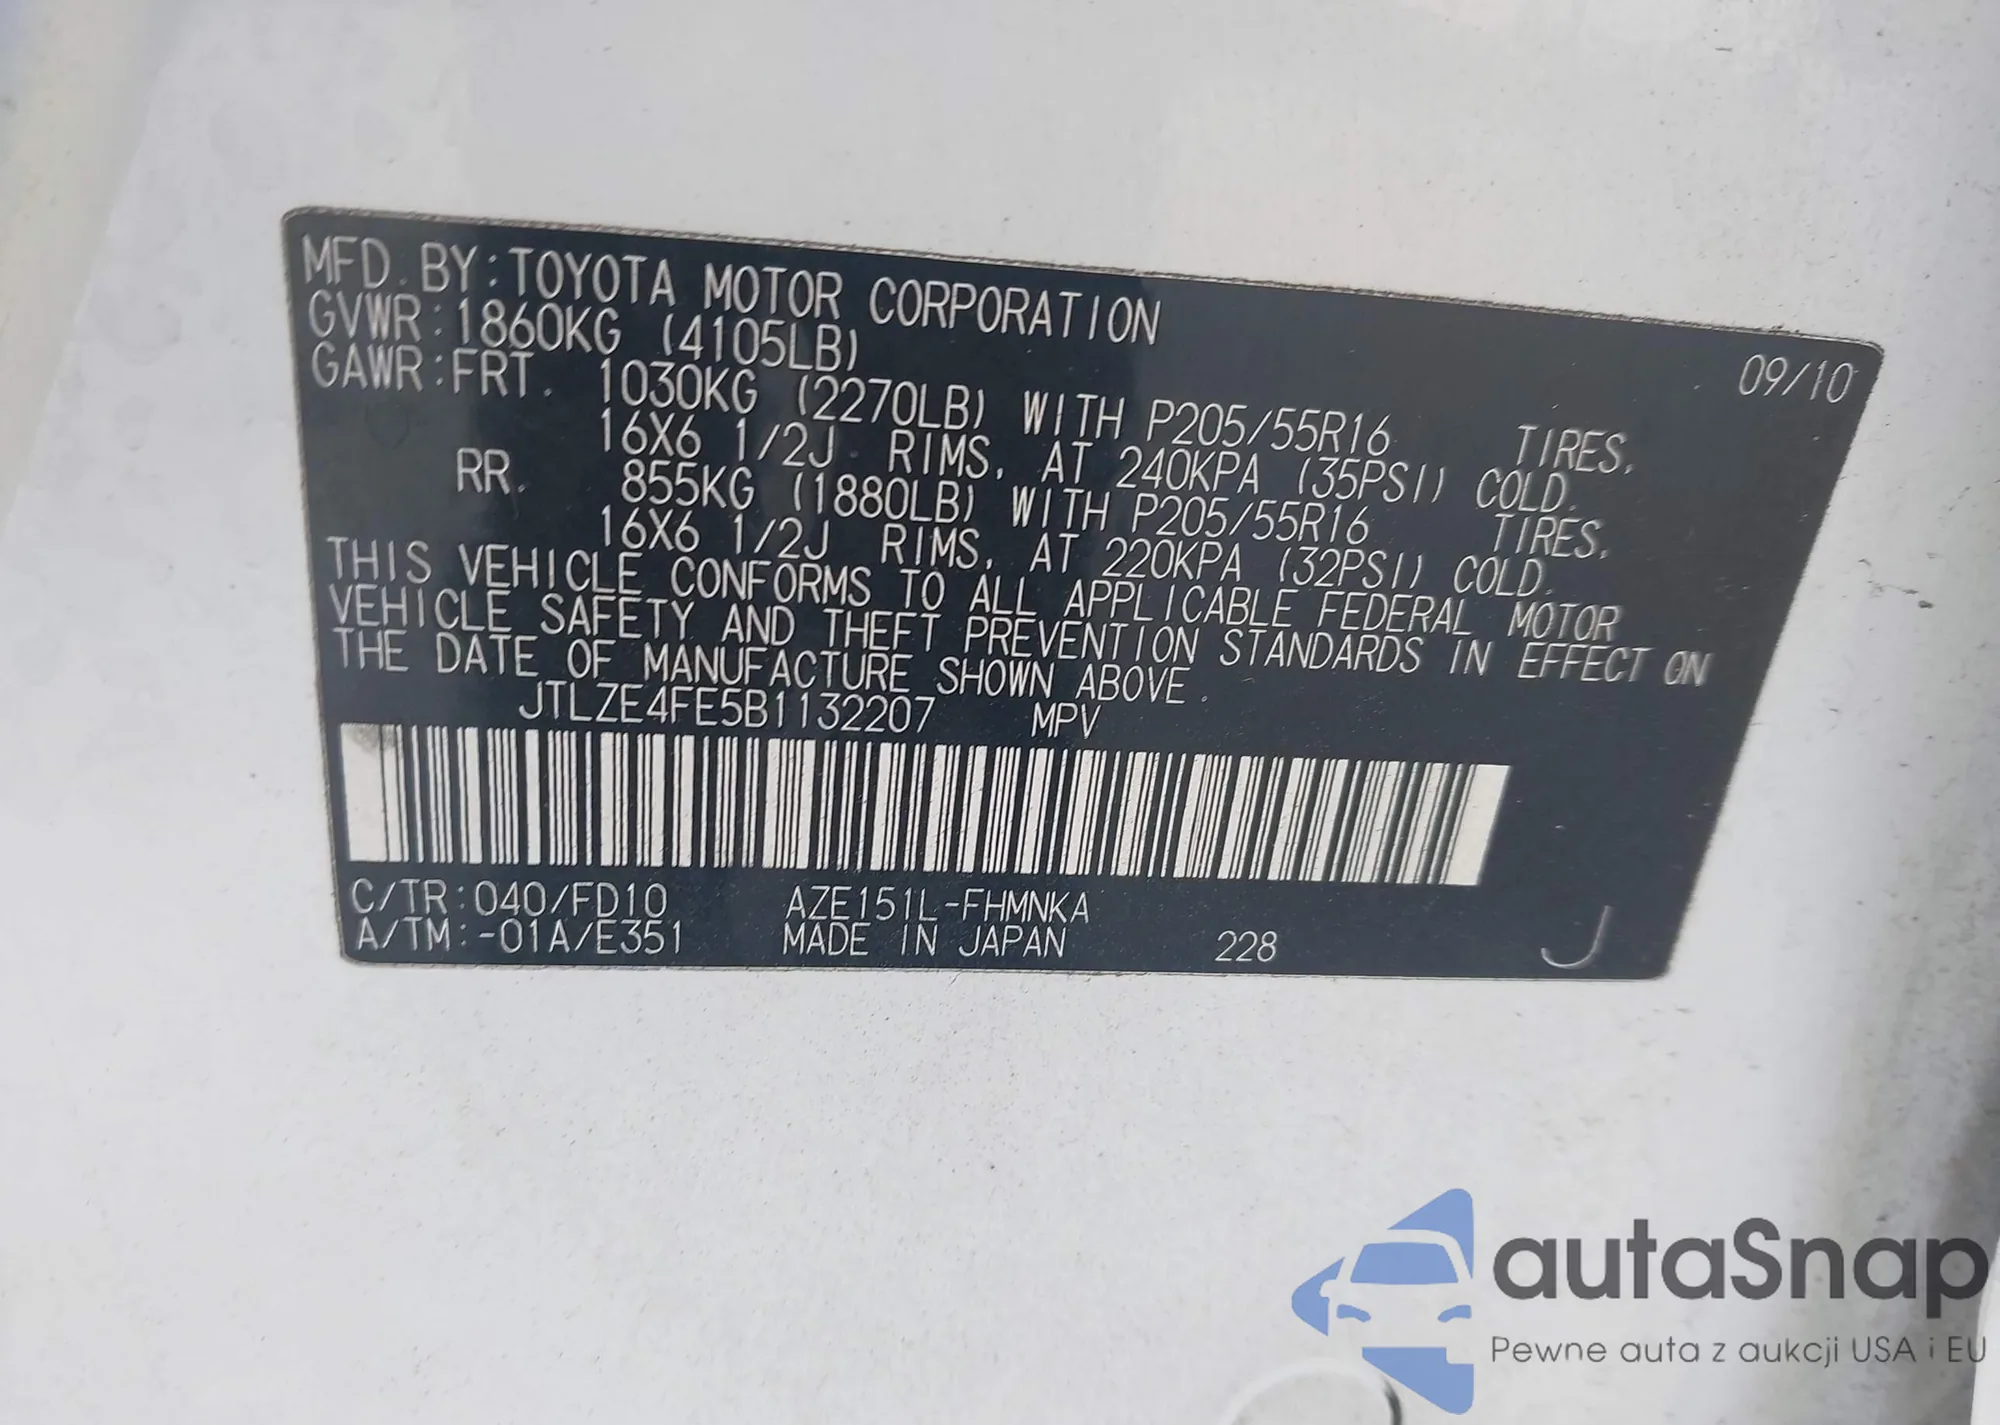 MFD. BY: TOYOTA MOTOR CORPORATION 09/10
GVWR: 1860KG (4105LB)
GAWR: FRT. 1030KG (2270LB) WITH P205/55R16 TIRES,
16X6 1/2J RIMS, AT 240KPA (35PSI) COLD.
RR. 855KG (1880LB) WITH P205/55R16 TIRES,
16X6 1/2J RIMS, AT 220KPA (32PSI) COLD.
THIS VEHICLE CONFORMS TO ALL APPLICABLE FEDERAL MOTOR
VEHICLE SAFETY AND THEFT PREVENTION STANDARDS IN EFFECT ON
THE DATE OF MANUFACTURE SHOWN ABOVE.
JTLZE4FE5B1132207 MPV
C/TR: 040/FD10 AZE151L-FHMNKA
A/TM: -01A/E351 MADE IN JAPAN 228 J
autaSnap
Pewne auta z aukcji USA i EU